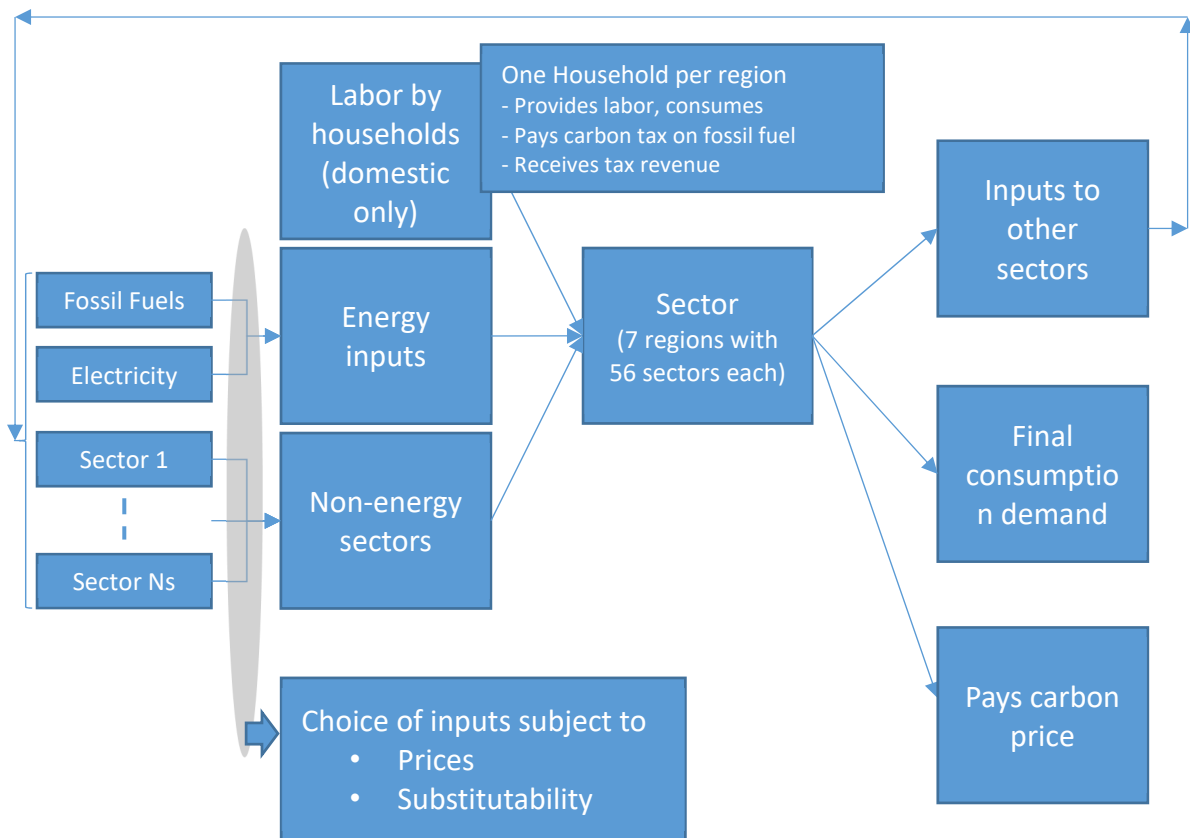 Labor by
households
(domestic
only)
One Household per region
- Provides labor, consumes
- Pays carbon tax on fossil fuel
- Receives tax revenue
Fossil Fuels
Electricity
Sector 1
Sector Ns
Energy
inputs
Non-energy
sectors
Sector
(7 regions with
56 sectors each)
Inputs to
other
sectors
Final
consumptio
n demand
Pays carbon
price
Choice of inputs subject to
• Prices
• Substitutability